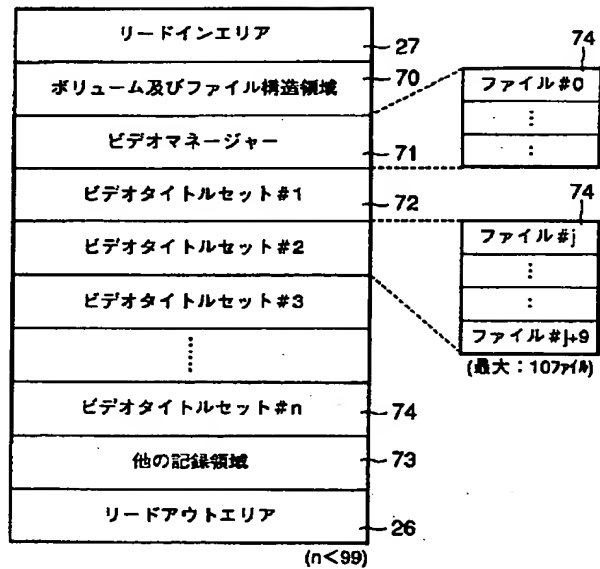 リードインエリア
27
ボリューム及びファイル構造領域
70
ビデオマネージャー
71
ビデオタイトルセット#1
72
ビデオタイトルセット#2
ビデオタイトルセット#3
⋮
ビデオタイトルセット#n
74
他の記録領域
73
リードアウトエリア
26
(n<99)
74
ファイル#0
⋮
:
74
ファイル#j
⋮
:
ファイル#j+9
(最大:10ファイル)